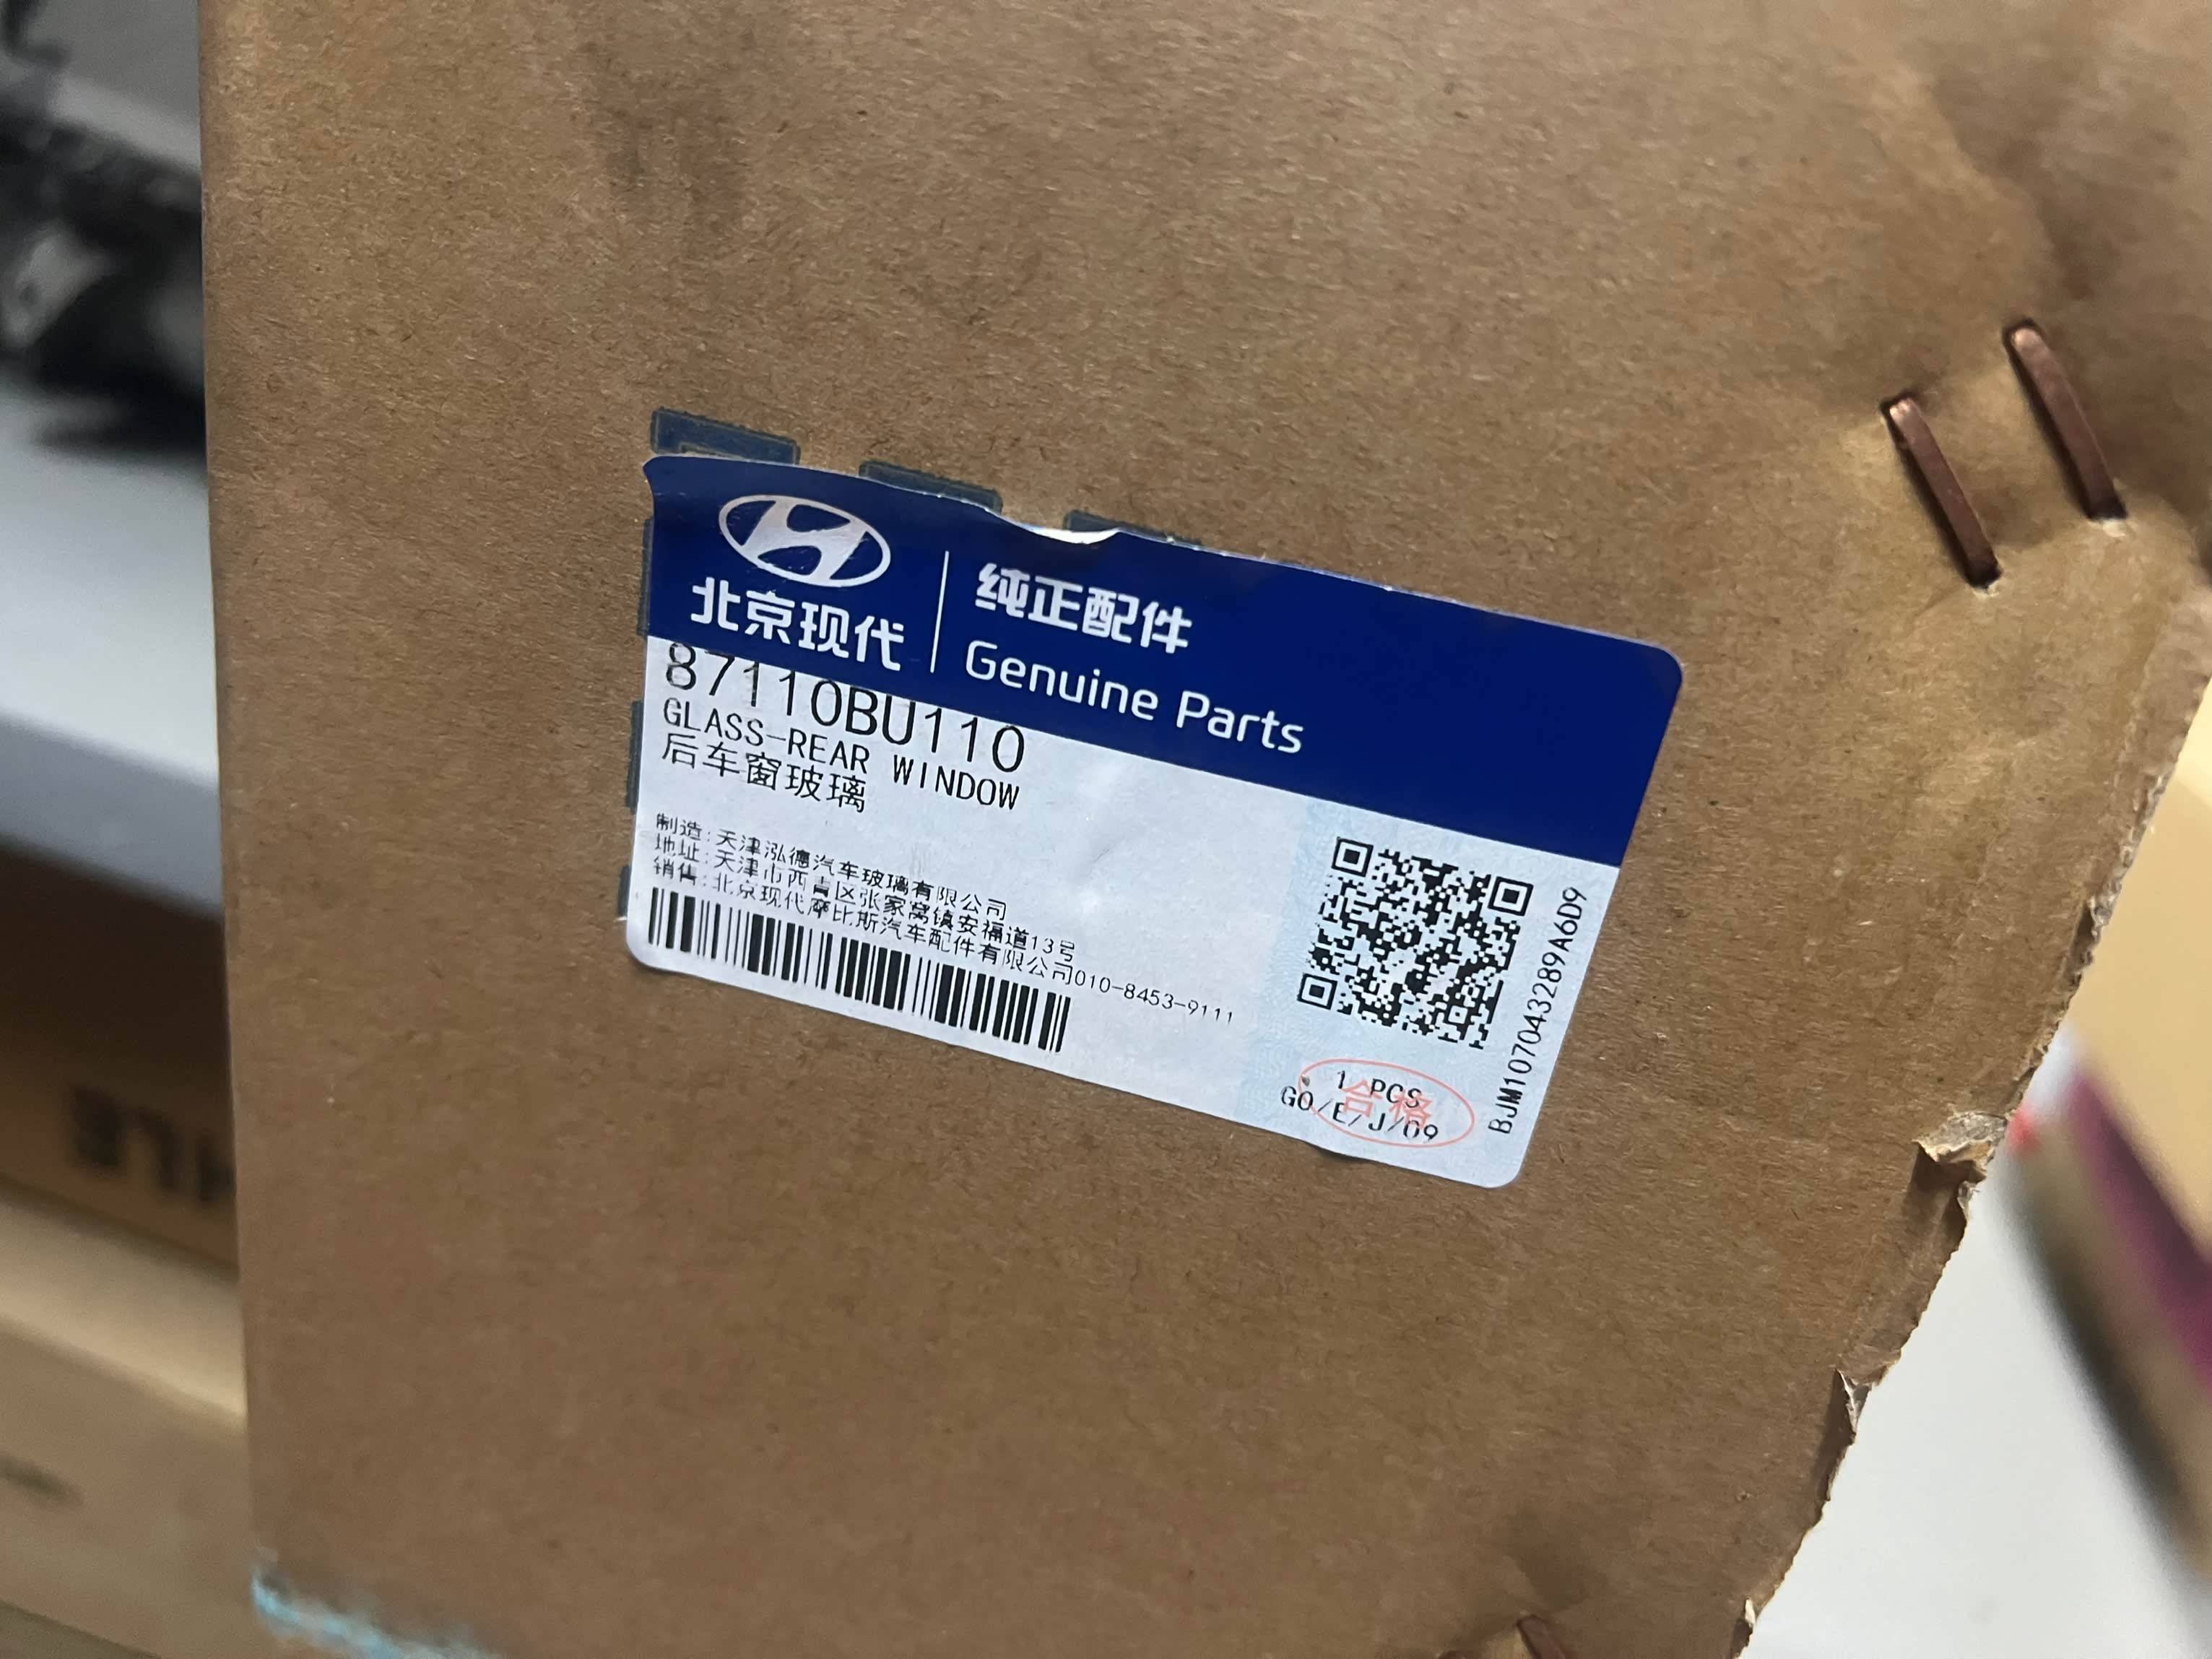 北京现代
纯正配件
Genuine Parts
87110BU110
GLASS-REAR WINDOW
后车窗玻璃
制造:天津泓德汽车玻璃有限公司
地址:天津市西青区张家窝镇安福道13号
销售:北京现代摩比斯汽车配件有限公司010-8453-9111
BJM107043289A6D9
1 PCS
合格
GO/E/J/09